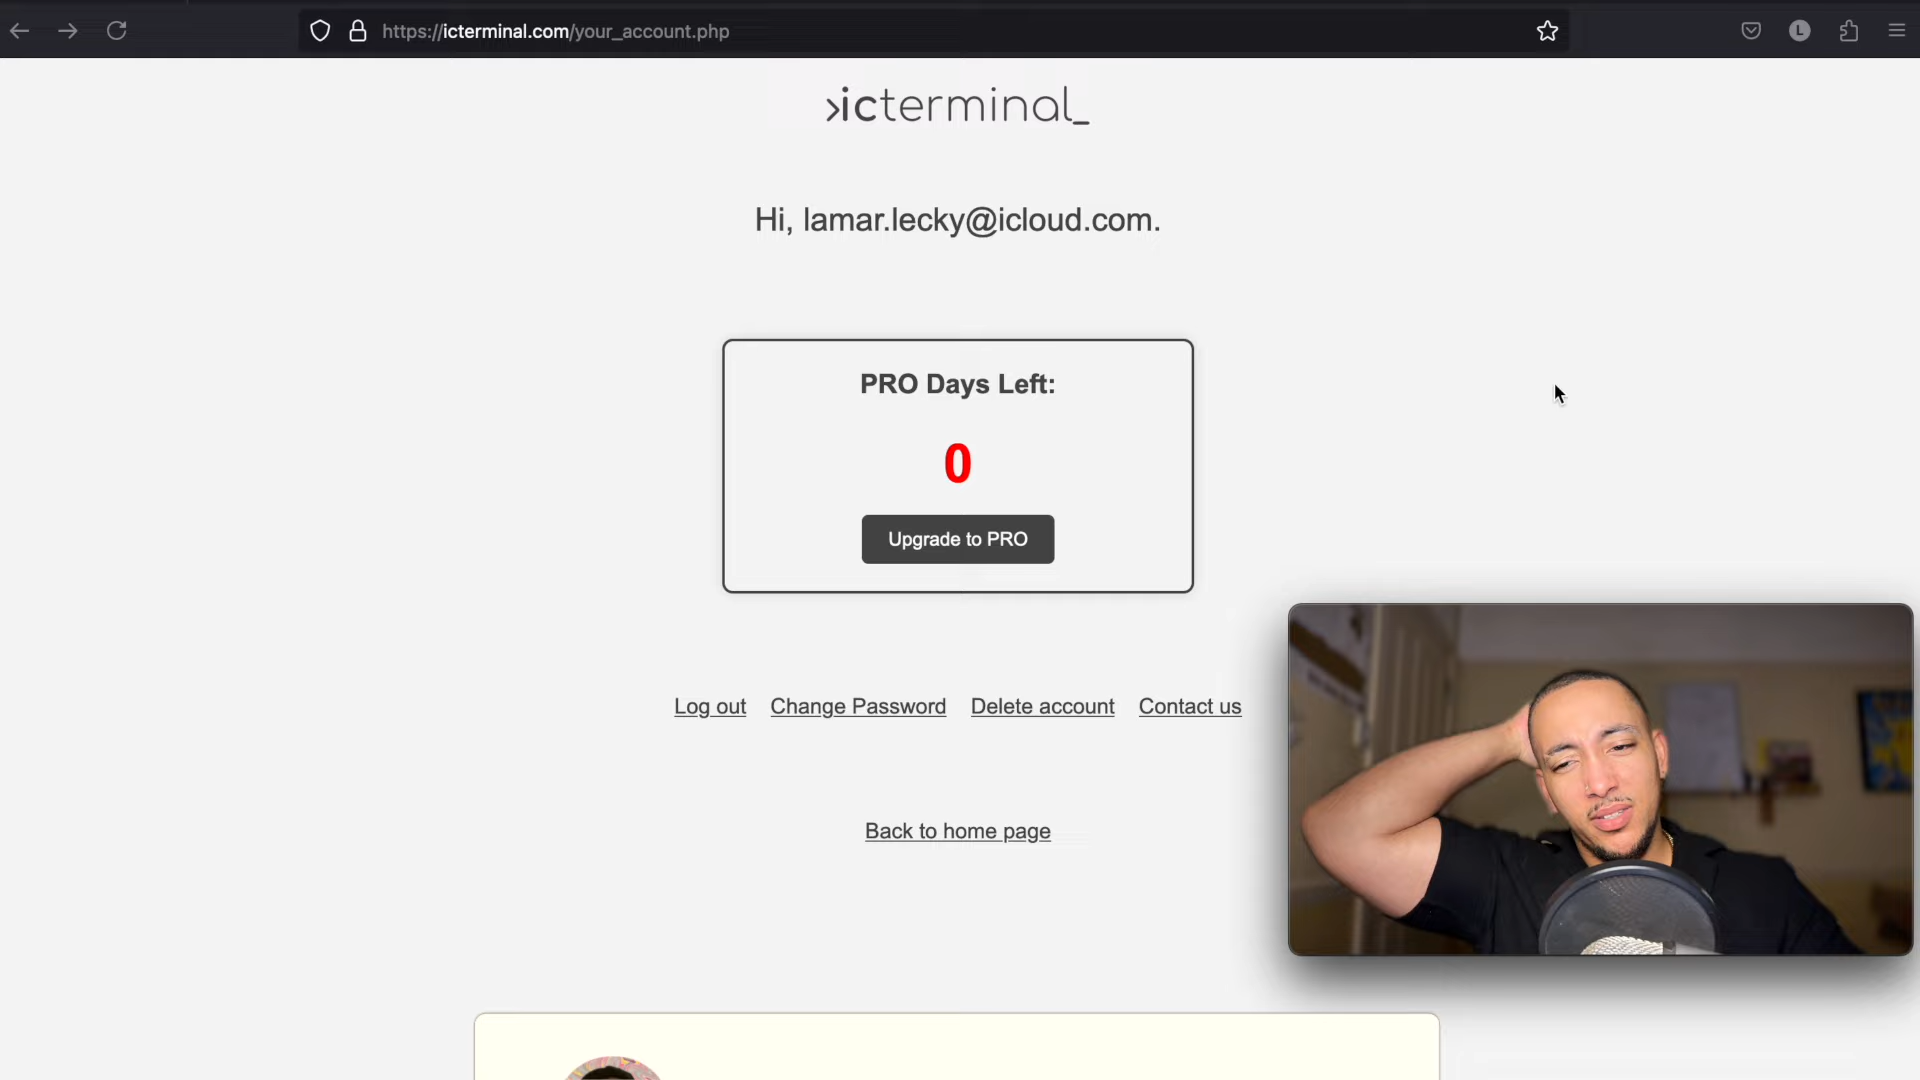 https://icterminal.com/your_account.php
L
>icterminal_
Hi, lamar.lecky@icloud.com.
PRO Days Left:
0
Upgrade to PRO
Log out Change Password Delete account Contact us
Back to home page